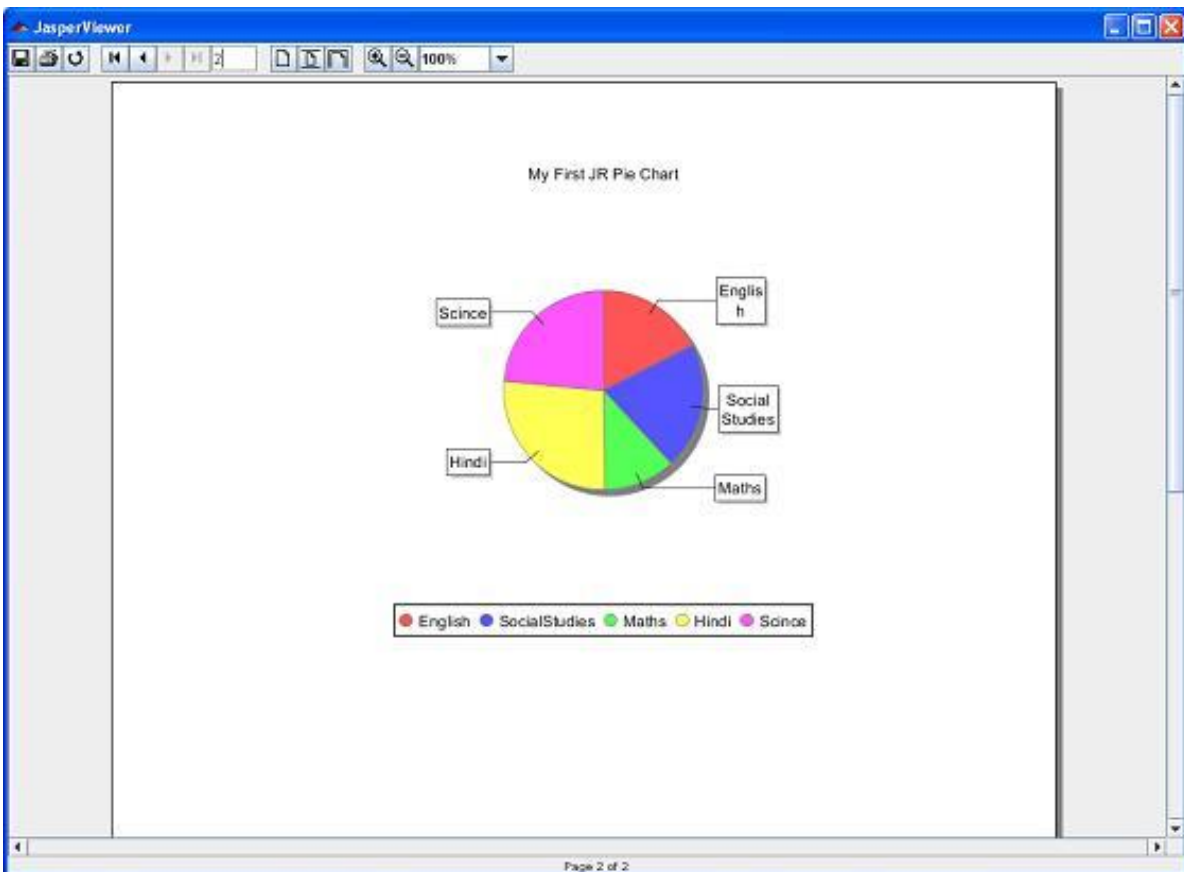 JasperViewer
2
100%
My First JR Pie Chart
Englis
h
Scince
Social
Studies
Hindi
Maths
English SocialStudies Maths Hindi Scince
Page 2 of 2